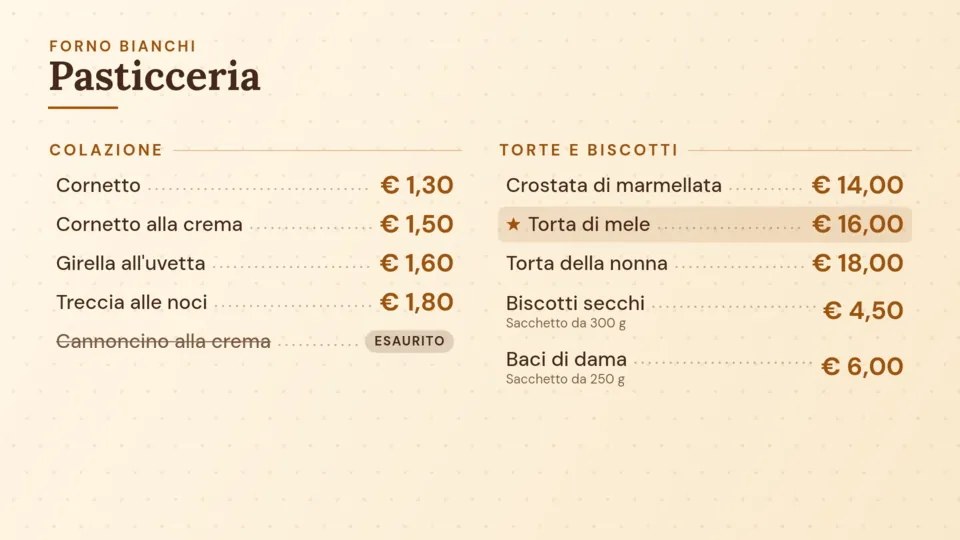 FORNO BIANCHI
Pasticceria
COLAZIONE
Cornetto € 1,30
Cornetto alla crema € 1,50
Girella all'uvetta € 1,60
Treccia alle noci € 1,80
Cannoncino alla crema ESAURITO
TORTE E BISCOTTI
Crostata di marmellata € 14,00
★ Torta di mele € 16,00
Torta della nonna € 18,00
Biscotti secchi € 4,50
Sacchetto da 300 g
Baci di dama € 6,00
Sacchetto da 250 g